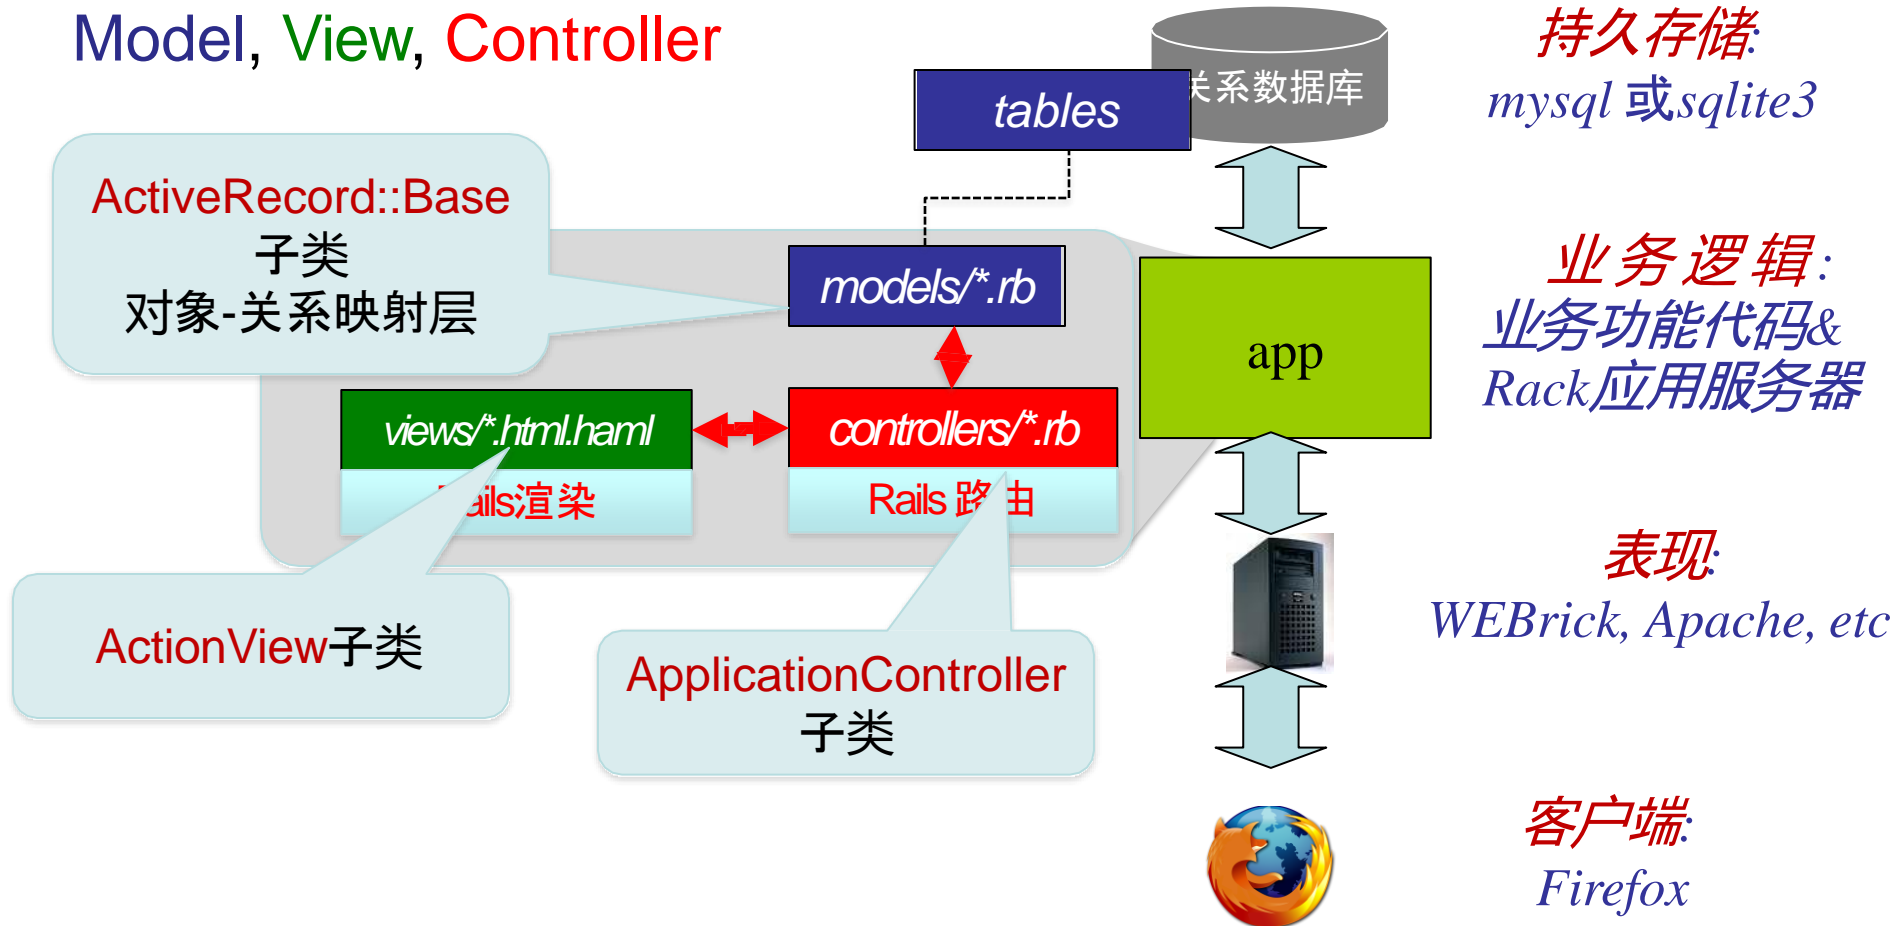 Model, View, Controller
关系数据库
tables
持久存储:
mysql 或sqlite3
ActiveRecord::Base
子类
对象-关系映射层
models/*.rb
app
业务逻辑:
业务功能代码&
Rack应用服务器
views/*.html.haml
controllers/*.rb
Rails渲染
Rails 路由
表现:
WEBrick, Apache, etc
ActionView子类
ApplicationController
子类
客户端:
Firefox